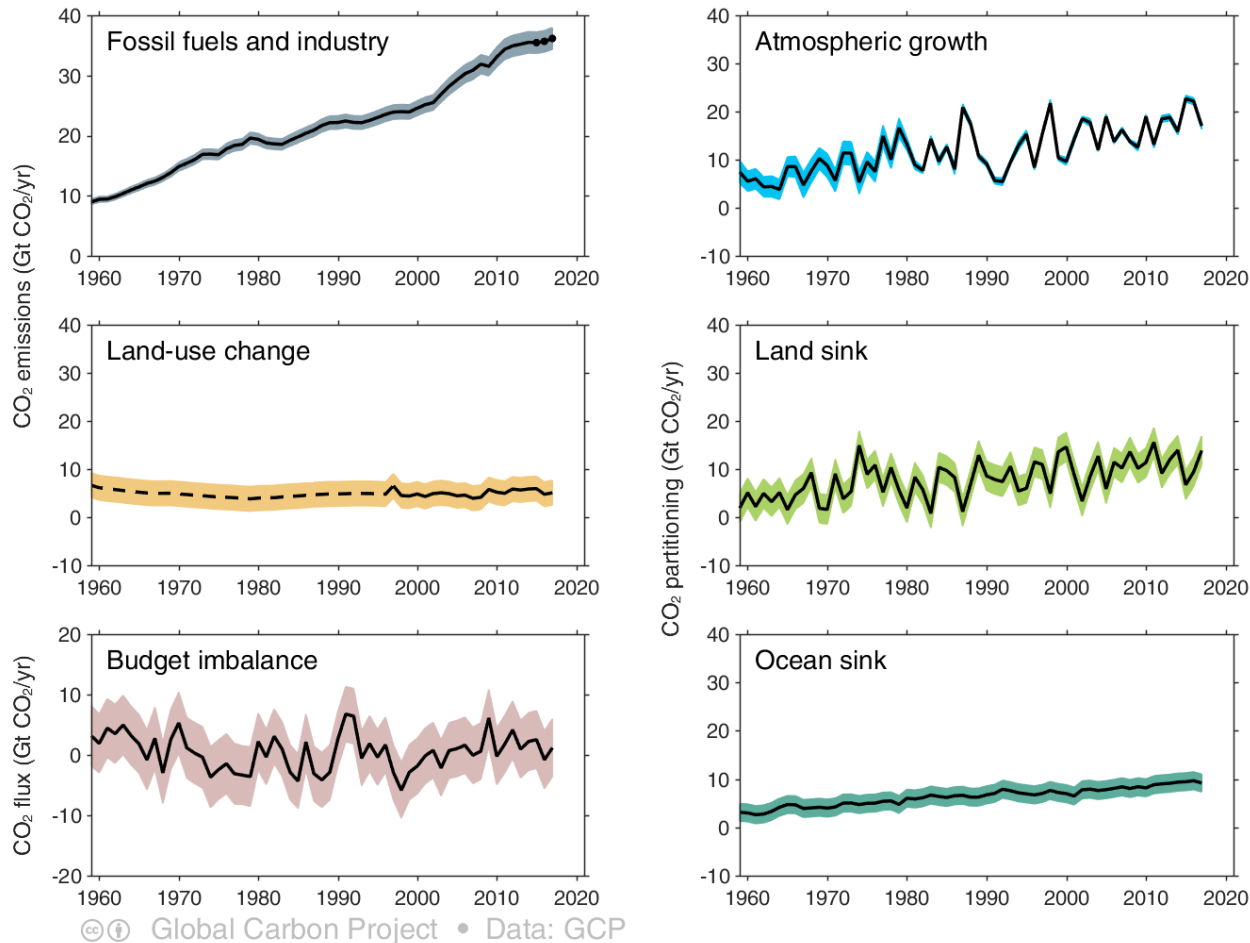 Fossil fuels and industry
40
30
20
10
0
1960 1970 1980 1990 2000 2010 2020
Atmospheric growth
40
30
20
10
0
-10
1960 1970 1980 1990 2000 2010 2020
CO₂ emissions (Gt CO₂/yr)
Land-use change
40
30
20
10
0
-10
1960 1970 1980 1990 2000 2010 2020
CO₂ partitioning (Gt CO₂/yr)
Land sink
40
30
20
10
0
-10
1960 1970 1980 1990 2000 2010 2020
CO₂ flux (Gt CO₂/yr)
Budget imbalance
20
10
0
-10
-20
1960 1970 1980 1990 2000 2010 2020
Ocean sink
40
30
20
10
0
-10
1960 1970 1980 1990 2000 2010 2020
cc Global Carbon Project • Data: GCP